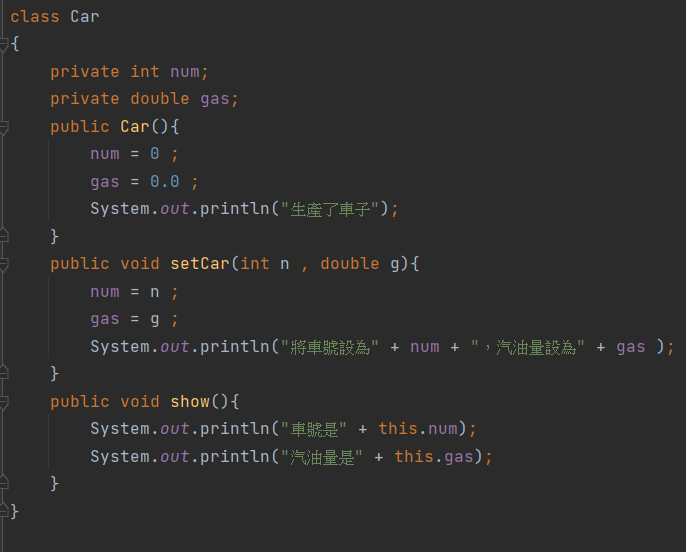 class Car
{
    private int num;
    private double gas;
    public Car(){
        num = 0 ;
        gas = 0.0 ;
        System.out.println("生產了車子");
    }
    public void setCar(int n , double g){
        num = n ;
        gas = g ;
        System.out.println("將車號設為" + num + "，汽油量設為" + gas );
    }
    public void show(){
        System.out.println("車號是" + this.num);
        System.out.println("汽油量是" + this.gas);
    }
}